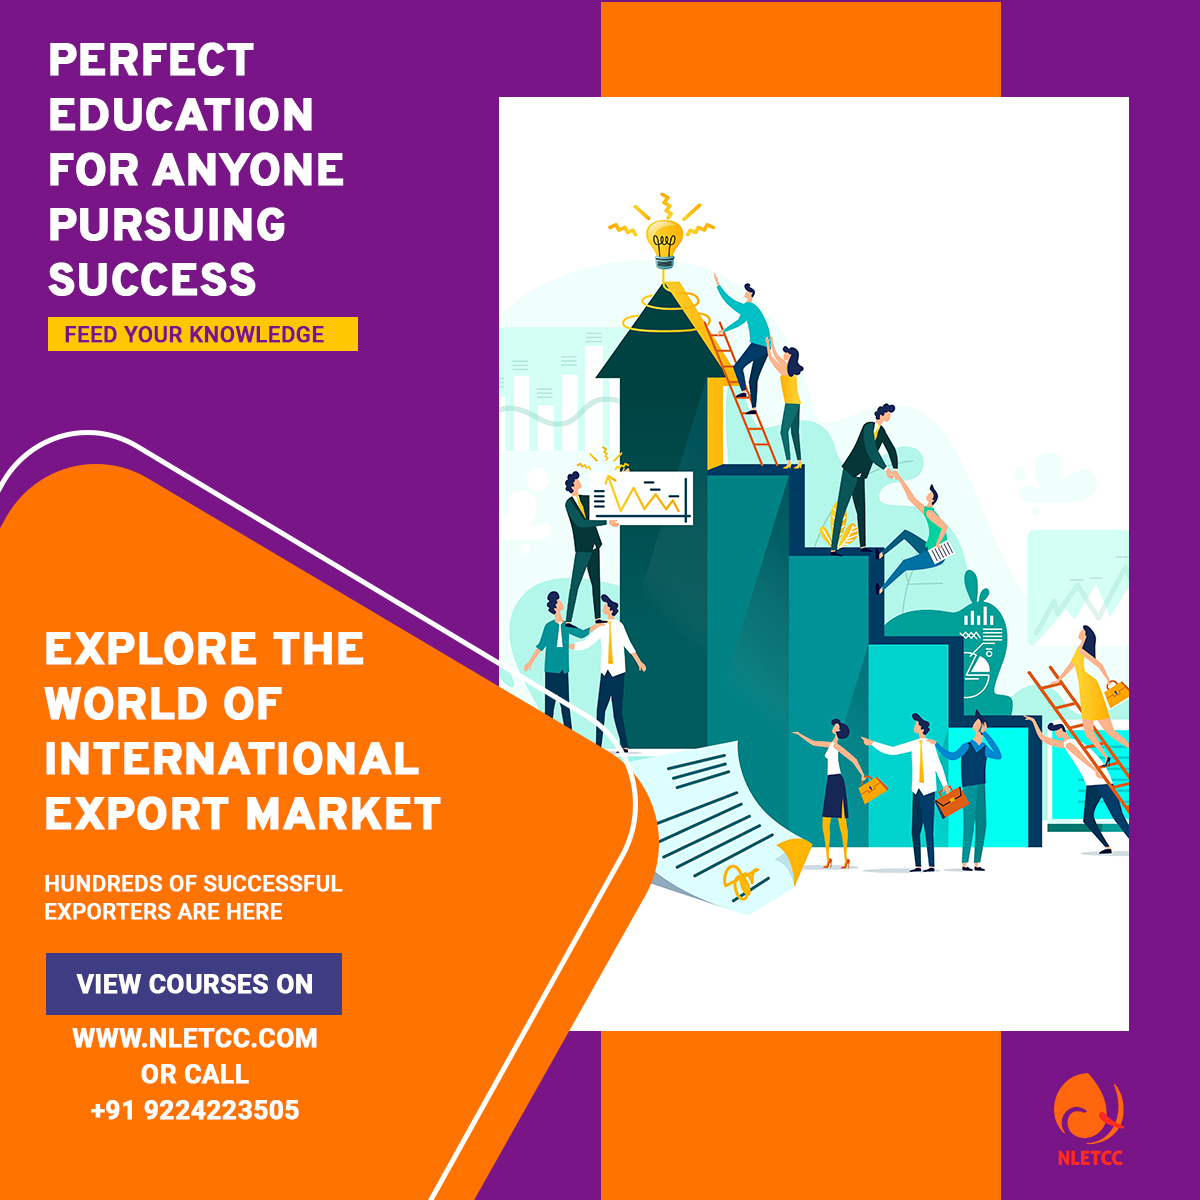 PERFECT
EDUCATION
FOR ANYONE
PURSUING
SUCCESS
FEED YOUR KNOWLEDGE
EXPLORE THE
WORLD OF
INTERNATIONAL
EXPORT MARKET
HUNDREDS OF SUCCESSFUL
EXPORTERS ARE HERE
VIEW COURSES ON
WWW.NLETCC.COM
OR CALL
+91 9224223505
NLETCC